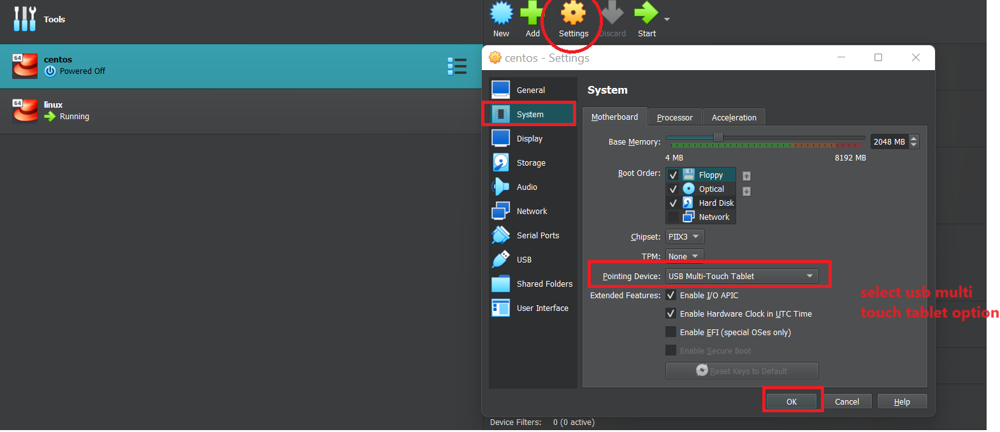 Tools
New
Add
Settings
Discard
Start
64
centos
Powered Off
64
linux
Running
centos - Settings
General
System
Display
Storage
Audio
Network
Serial Ports
USB
Shared Folders
User Interface
System
Motherboard
Processor
Acceleration
Base Memory:
2048 MB
4 MB
8192 MB
Boot Order:
Floppy
Optical
Hard Disk
Network
Chipset:
PIIX3
TPM:
None
Pointing Device:
USB Multi-Touch Tablet
Extended Features:
Enable I/O APIC
Enable Hardware Clock in UTC Time
Enable EFI (special OSes only)
Enable Secure Boot
Reset Keys to Default
select usb multi
touch tablet option
OK
Cancel
Help
Device Filters:
0 (0 active)